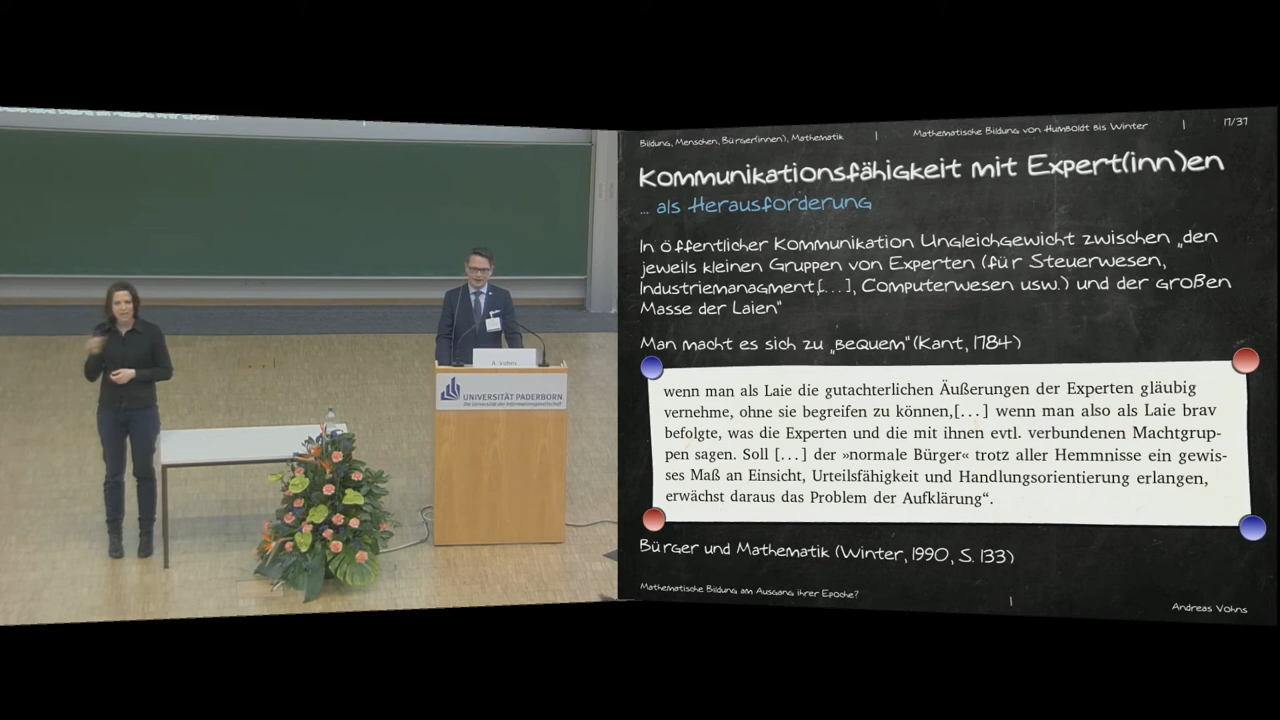 Bildung, Menschen, Bürger(innen), Mathematik | Mathematische Bildung von Humboldt bis Winter | 17/37
Kommunikationsfähigkeit mit Expert(inn)en
... als Herausforderung
In öffentlicher Kommunikation Ungleichgewicht zwischen „den
jeweils kleinen Gruppen von Experten (für Steuerwesen,
Industriemanagment,[...], Computerwesen usw.) und der großen
Masse der Laien"
Man macht es sich zu „bequem" (Kant, 1784)
wenn man als Laie die gutachterlichen Äußerungen der Experten gläubig
vernehme, ohne sie begreifen zu können,[...] wenn man also als Laie brav
befolgte, was die Experten und die mit ihnen evtl. verbundenen Machtgrup-
pen sagen. Soll [...] der »normale Bürger« trotz aller Hemmnisse ein gewis-
ses Maß an Einsicht, Urteilsfähigkeit und Handlungsorientierung erlangen,
erwächst daraus das Problem der Aufklärung“.
Bürger und Mathematik (Winter, 1990, S. 133)
Mathematische Bildung am Ausgang ihrer Epoche? | Andreas Vohns
A. Vohns
UNIVERSITÄT PADERBORN
Die Universität der Informationsgesellschaft